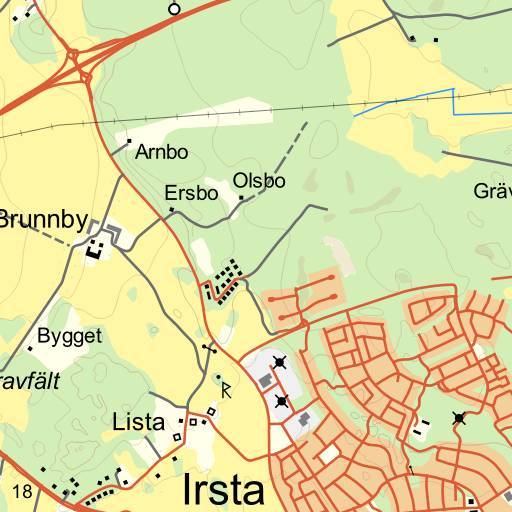 Arnbo
Olsbo
Ersbo
Gräv
Brunnby
Bygget
ravfält
Lista
Irsta
18